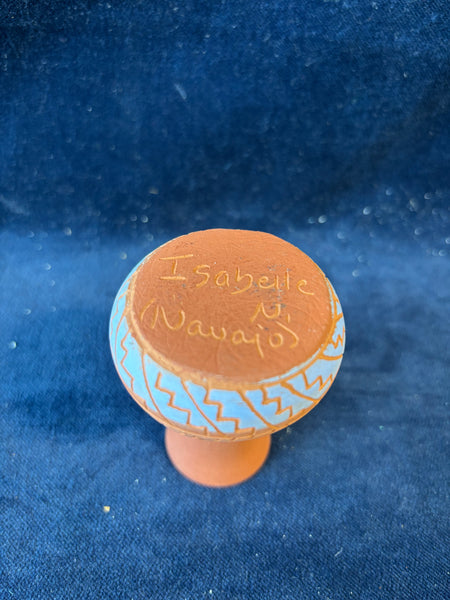 Isabelle
N.
(Navajo)